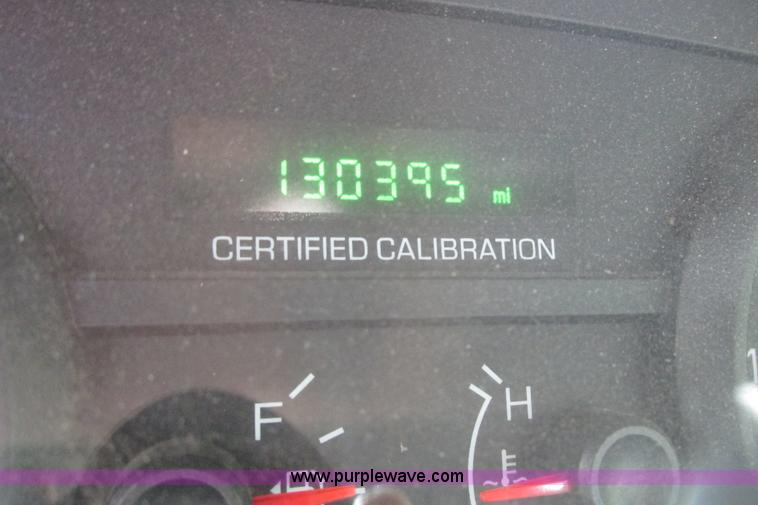 130395 mi
CERTIFIED CALIBRATION
F H
www.purplewave.com